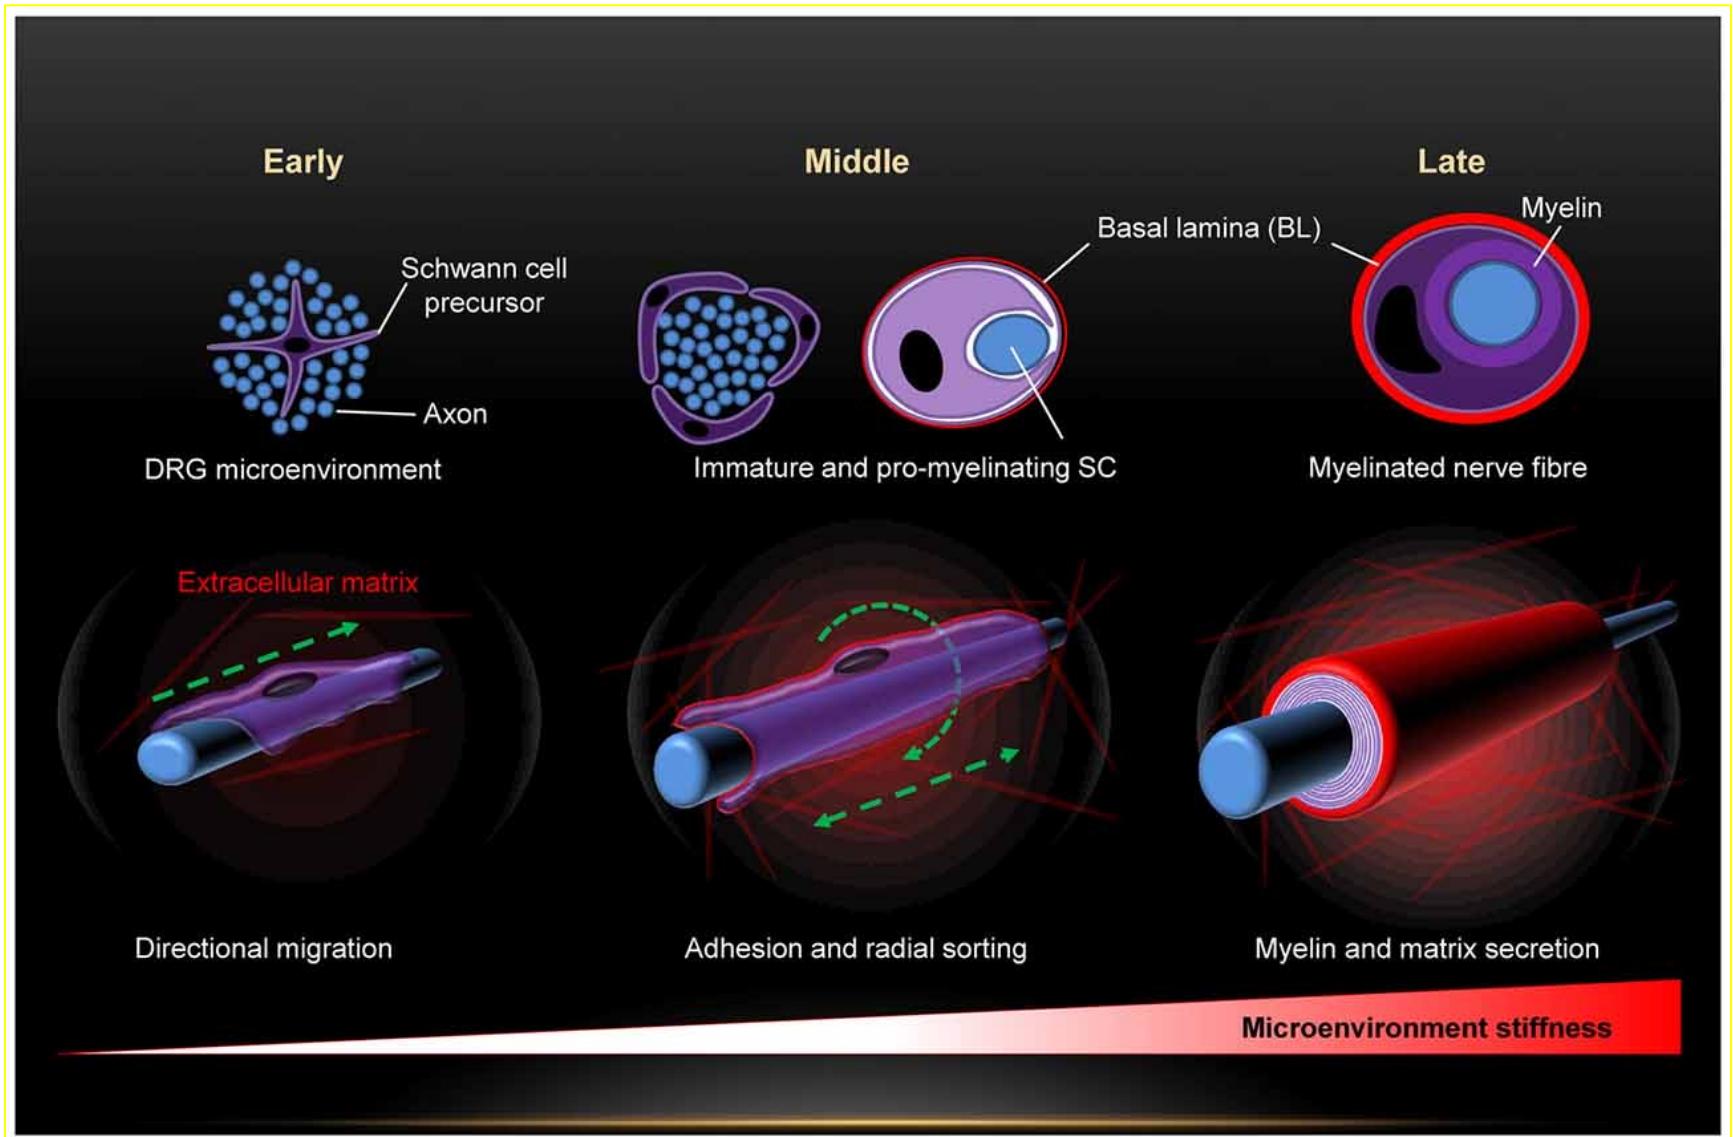 Early
Middle
Late
Myelin
Basal lamina (BL)
Schwann cell
precursor
Axon
DRG microenvironment
Immature and pro-myelinating SC
Myelinated nerve fibre
Extracellular matrix
Directional migration
Adhesion and radial sorting
Myelin and matrix secretion
Microenvironment stiffness